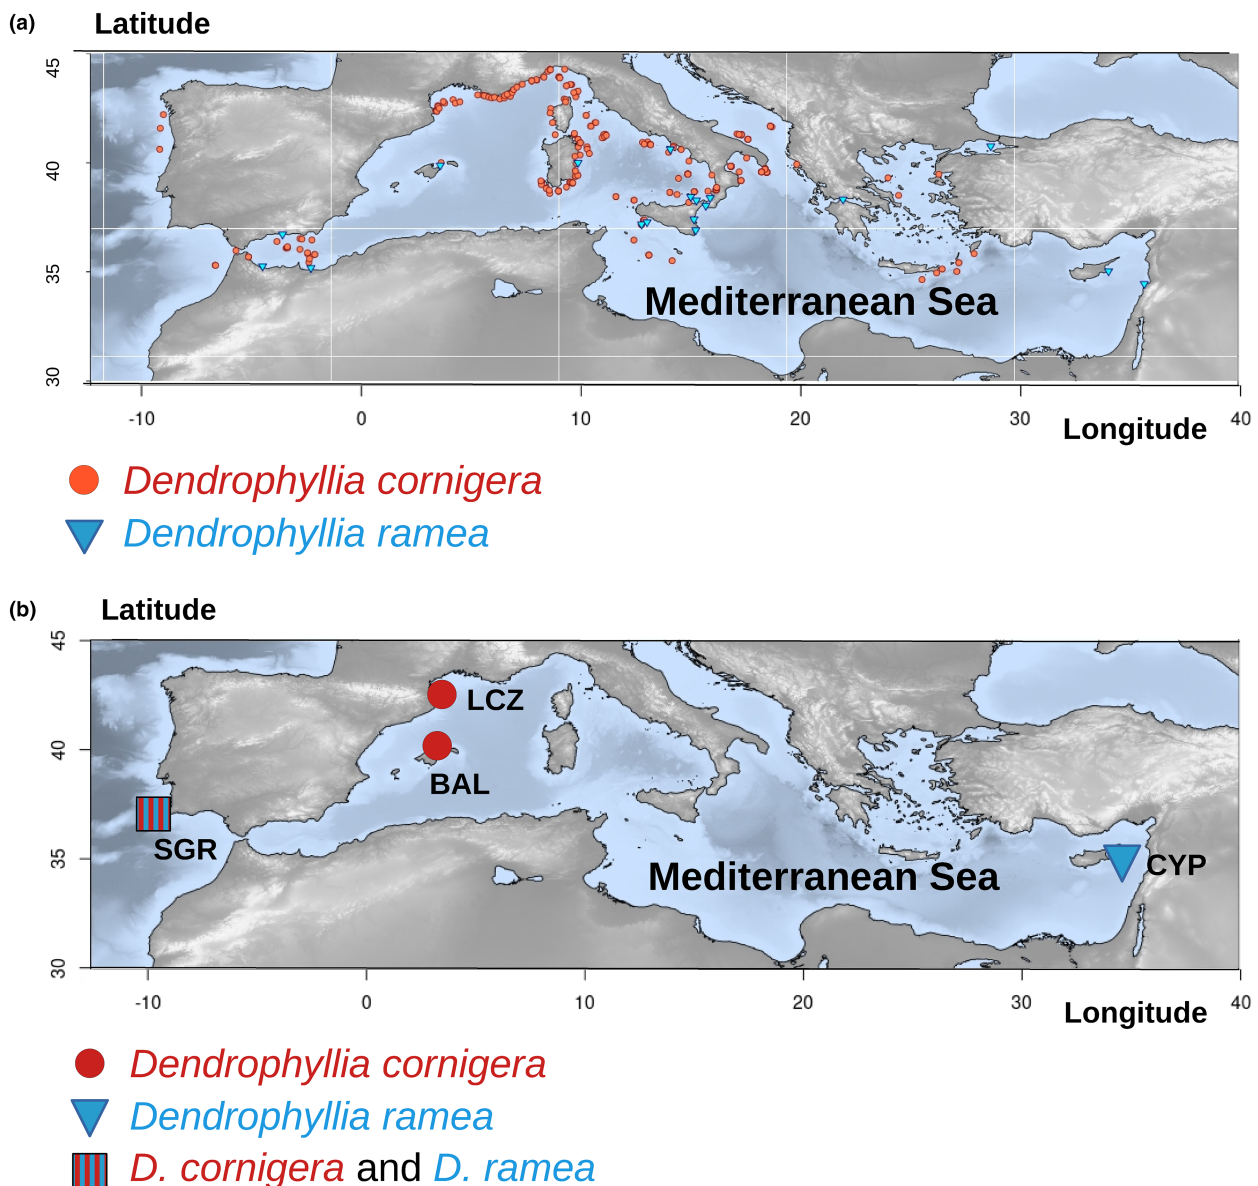 (a)
Latitude
45
40
35
30
Mediterranean Sea
-10 0 10 20 30 40
Longitude
Dendrophyllia cornigera
Dendrophyllia ramea
(b)
Latitude
45
40
35
30
LCZ
BAL
SGR
CYP
Mediterranean Sea
-10 0 10 20 30 40
Longitude
Dendrophyllia cornigera
Dendrophyllia ramea
D. cornigera and D. ramea